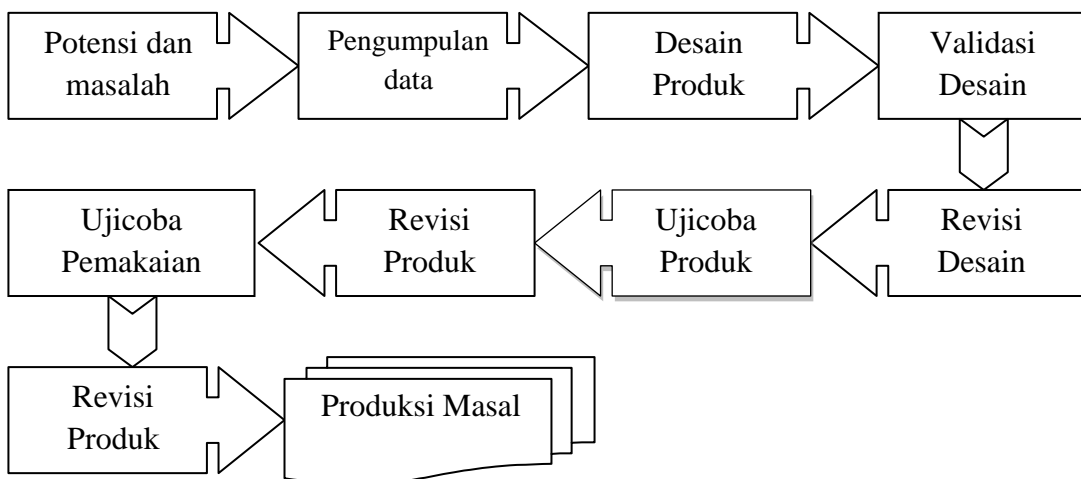 Potensi dan
masalah
Pengumpulan
data
Desain
Produk
Validasi
Desain
Revisi
Desain
Ujicoba
Produk
Revisi
Produk
Ujicoba
Pemakaian
Revisi
Produk
Produksi Masal